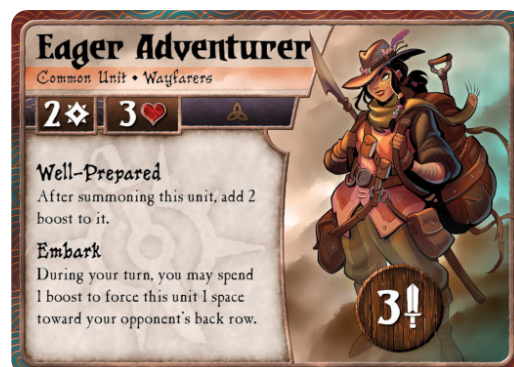 Eager Adventurer
Common Unit • Wayfarers
2 3
Well-Prepared
After summoning this unit, add 2
boost to it.
Embark
During your turn, you may spend
1 boost to force this unit 1 space
toward your opponent's back row.
3